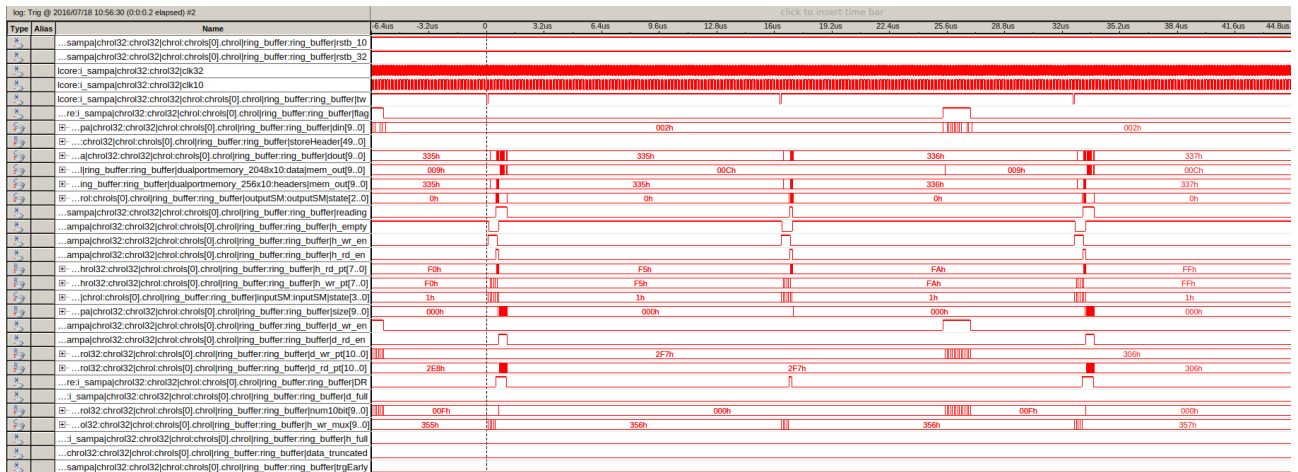 log: Trig @ 2016/07/18 10:56:30 (0:0:0.2 elapsed) #2 click to insert time bar
Type Alias Name -6.4us -3.2us 0 3.2us 6.4us 9.6us 12.8us 16us 19.2us 22.4us 25.6us 28.8us 32us 35.2us 38.4us 41.6us 44.8us
...sampa|chrol32:chrol32|chrol:chrols[0].chrol|ring_buffer:ring_buffer|rstb_10
...sampa|chrol32:chrol32|chrol:chrols[0].chrol|ring_buffer:ring_buffer|rstb_32
lcore:i_sampa|chrol32:chrol32|clk32
lcore:i_sampa|chrol32:chrol32|clk10
lcore:i_sampa|chrol32:chrol32|chrol:chrols[0].chrol|ring_buffer:ring_buffer|tw
...re:i_sampa|chrol32:chrol32|chrol:chrols[0].chrol|ring_buffer:ring_buffer|flag
...pa|chrol32:chrol32|chrol:chrols[0].chrol|ring_buffer:ring_buffer|din[9..0] 002h 002h
...:chrol32|chrol:chrols[0].chrol|ring_buffer:ring_buffer|storeHeader[49..0]
...a|chrol32:chrol32|chrol:chrols[0].chrol|ring_buffer:ring_buffer|dout[9..0] 335h 335h 336h 337h
...l|ring_buffer:ring_buffer|dualportmemory_2048x10:data|mem_out[9..0] 009h 00Ch 009h 00Ch
...ing_buffer:ring_buffer|dualportmemory_256x10:headers|mem_out[9..0] 335h 335h 336h 337h
...rol:chrols[0].chrol|ring_buffer:ring_buffer|outputSM:outputSM|state[2..0] 0h 0h 0h 0h
...sampa|chrol32:chrol32|chrol:chrols[0].chrol|ring_buffer:ring_buffer|reading
...ampa|chrol32:chrol32|chrol:chrols[0].chrol|ring_buffer:ring_buffer|h_empty
...ampa|chrol32:chrol32|chrol:chrols[0].chrol|ring_buffer:ring_buffer|h_wr_en
...ampa|chrol32:chrol32|chrol:chrols[0].chrol|ring_buffer:ring_buffer|h_rd_en
...hrol32:chrol32|chrol:chrols[0].chrol|ring_buffer:ring_buffer|h_rd_pt[7..0] F0h F5h FAh FFh
...hrol32:chrol32|chrol:chrols[0].chrol|ring_buffer:ring_buffer|h_wr_pt[7..0] F0h F5h FAh FFh
...|chrol:chrols[0].chrol|ring_buffer:ring_buffer|inputSM:inputSM|state[3..0] 1h 1h 1h 1h
...pa|chrol32:chrol32|chrol:chrols[0].chrol|ring_buffer:ring_buffer|size[9..0] 000h 000h 000h 000h
...ampa|chrol32:chrol32|chrol:chrols[0].chrol|ring_buffer:ring_buffer|d_wr_en
...ampa|chrol32:chrol32|chrol:chrols[0].chrol|ring_buffer:ring_buffer|d_rd_en
...rol32:chrol32|chrol:chrols[0].chrol|ring_buffer:ring_buffer|d_wr_pt[10..0] 2F7h 306h
...rol32:chrol32|chrol:chrols[0].chrol|ring_buffer:ring_buffer|d_rd_pt[10..0] 2E8h 2F7h 306h
...re:i_sampa|chrol32:chrol32|chrol:chrols[0].chrol|ring_buffer:ring_buffer|DR
...:i_sampa|chrol32:chrol32|chrol:chrols[0].chrol|ring_buffer:ring_buffer|d_full
...rol32:chrol32|chrol:chrols[0].chrol|ring_buffer:ring_buffer|num10bit[9..0] 00Fh 000h 00Fh 000h
...ol32:chrol32|chrol:chrols[0].chrol|ring_buffer:ring_buffer|h_wr_mux[9..0] 355h 356h 356h 357h
...:i_sampa|chrol32:chrol32|chrol:chrols[0].chrol|ring_buffer:ring_buffer|h_full
...chrol32:chrol32|chrol:chrols[0].chrol|ring_buffer:ring_buffer|data_truncated
...sampa|chrol32:chrol32|chrol:chrols[0].chrol|ring_buffer:ring_buffer|trgEarly